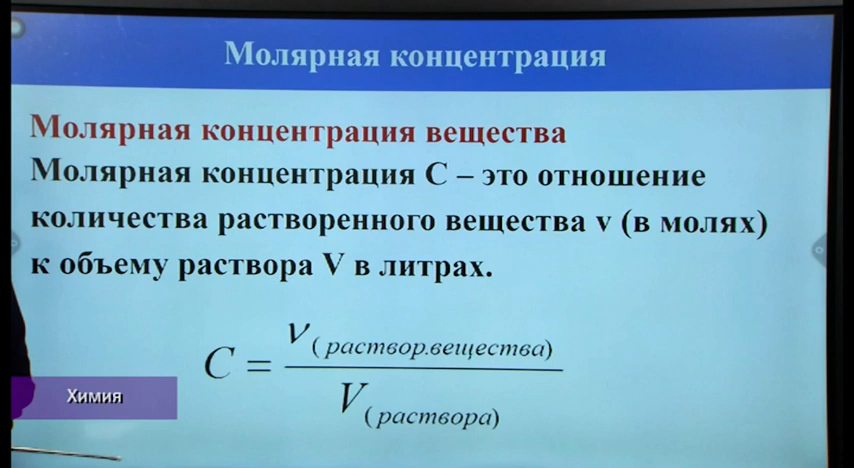 Молярная концентрация
Молярная концентрация вещества
Молярная концентрация С – это отношение
количества растворенного вещества ν (в молях)
к объему раствора V в литрах.
C = ν(раствор.вещества) / V(раствора)
Химия